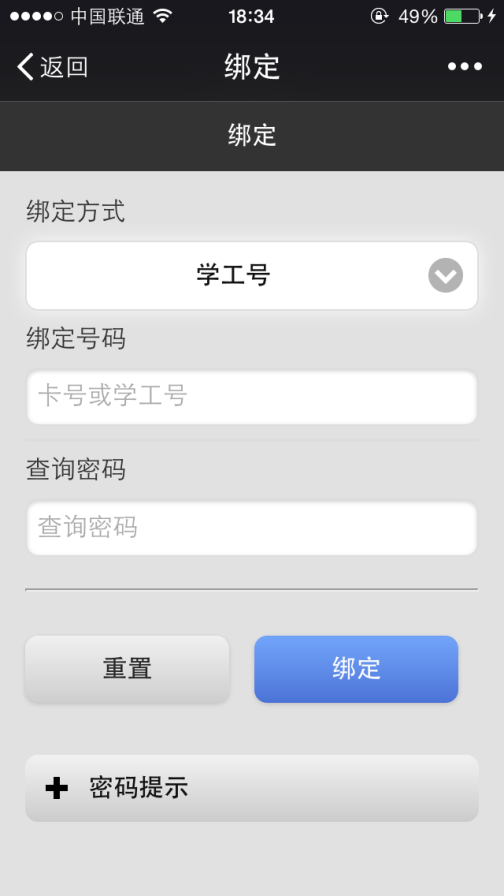 中国联通 18:34 49%
返回 绑定
绑定
绑定方式
学工号
绑定号码
卡号或学工号
查询密码
查询密码
重置 绑定
密码提示